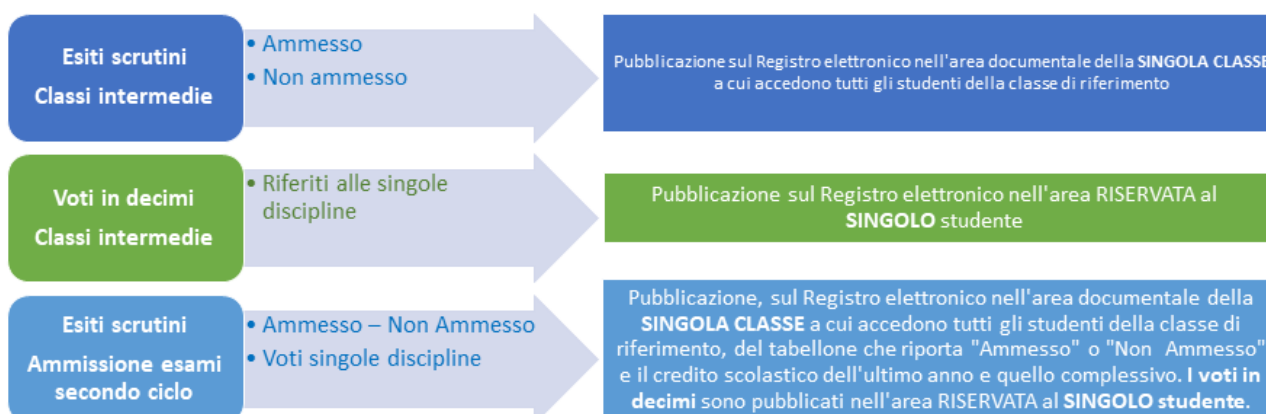 Esiti scrutini
Classi intermedie
• Ammesso
• Non ammesso
Pubblicazione sul Registro elettronico nell'area documentale della SINGOLA CLASSE
a cui accedono tutti gli studenti della classe di riferimento
Voti in decimi
Classi intermedie
• Riferiti alle singole
discipline
Pubblicazione sul Registro elettronico nell'area RISERVATA al
SINGOLO studente
Esiti scrutini
Ammissione esami
secondo ciclo
• Ammesso – Non Ammesso
• Voti singole discipline
Pubblicazione, sul Registro elettronico nell'area documentale della
SINGOLA CLASSE a cui accedono tutti gli studenti della classe di
riferimento, del tabellone che riporta "Ammesso" o "Non Ammesso"
e il credito scolastico dell'ultimo anno e quello complessivo. I voti in
decimi sono pubblicati nell'area RISERVATA al SINGOLO studente.